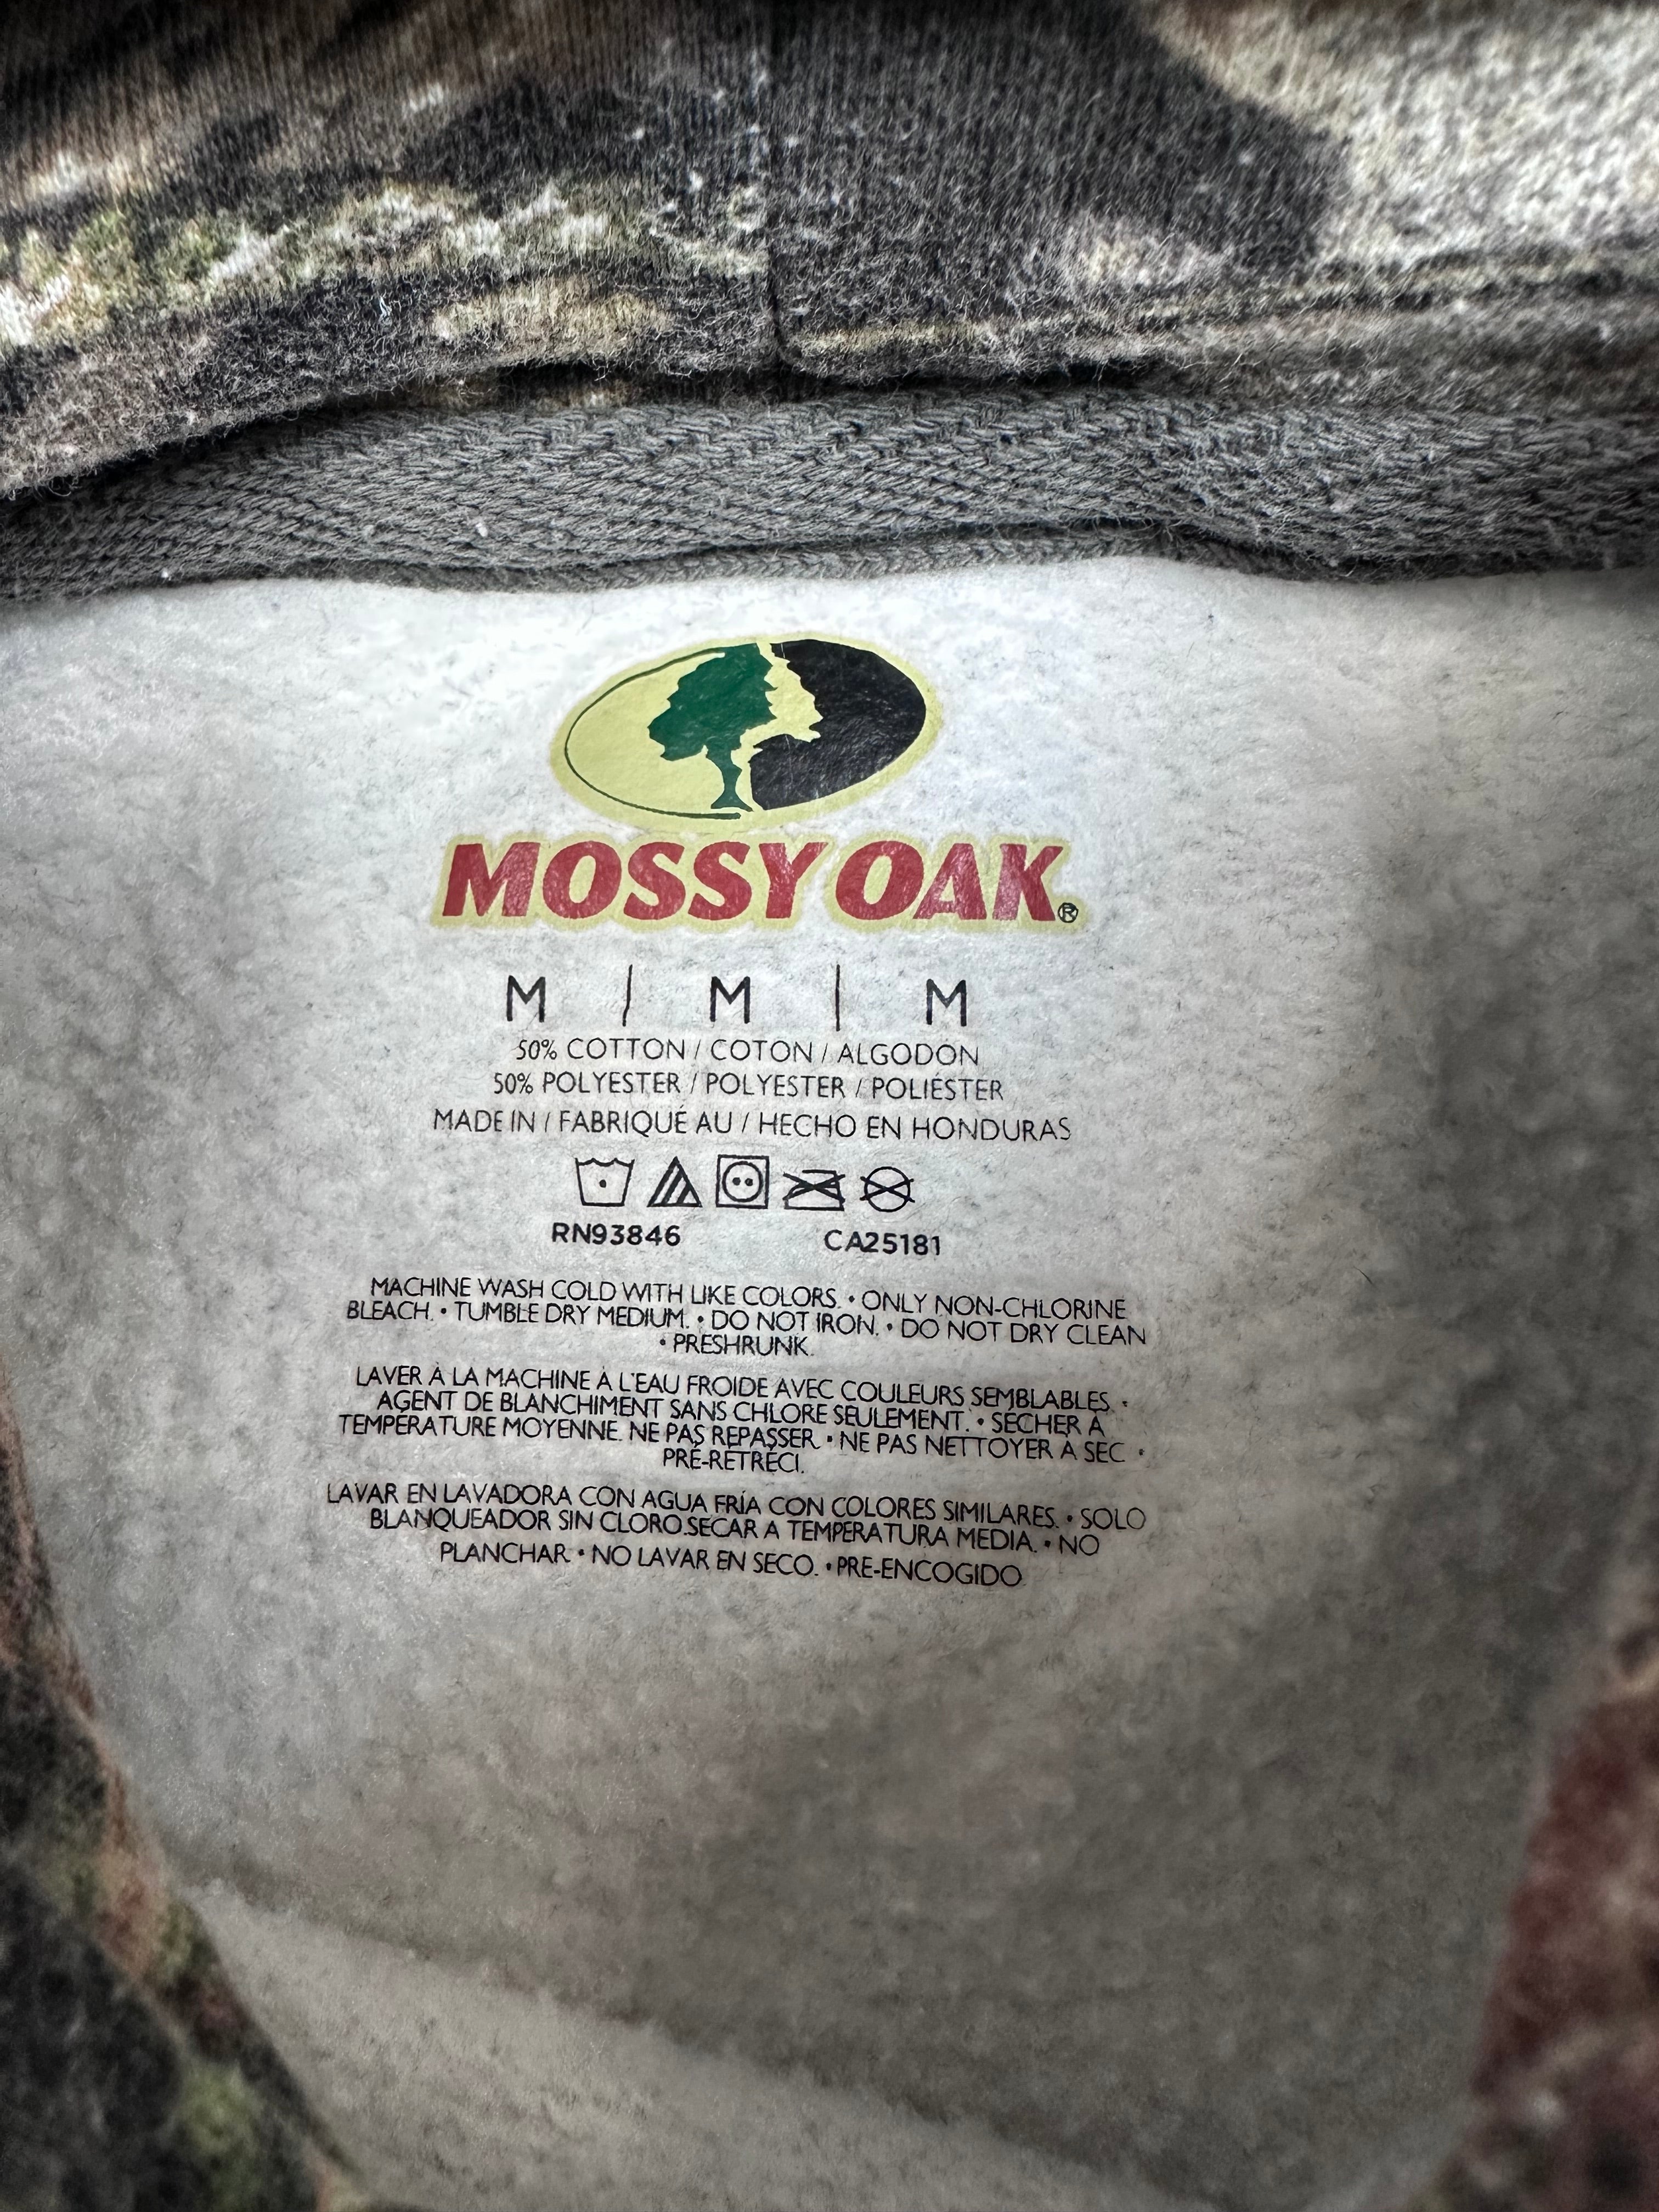 MOSSY OAK®
M | M | M
50% COTTON / COTON / ALGODON
50% POLYESTER / POLYESTER / POLIÉSTER
MADE IN / FABRIQUÉ AU / HECHO EN HONDURAS
RN93846 CA25181
MACHINE WASH COLD WITH LIKE COLORS. • ONLY NON-CHLORINE
BLEACH. • TUMBLE DRY MEDIUM. • DO NOT IRON. • DO NOT DRY CLEAN
• PRESHRUNK.
LAVER À LA MACHINE À L'EAU FROIDE AVEC COULEURS SEMBLABLES •
AGENT DE BLANCHIMENT SANS CHLORE SEULEMENT. • SÉCHER À
TEMPÉRATURE MOYENNE. NE PAS REPASSER • NE PAS NETTOYER À SEC •
PRÉ-RÉTRÉCI.
LAVAR EN LAVADORA CON AGUA FRÍA CON COLORES SIMILARES. • SOLO
BLANQUEADOR SIN CLORO.SECAR A TEMPERATURA MEDIA. • NO
PLANCHAR • NO LAVAR EN SECO. • PRE-ENCOGIDO.